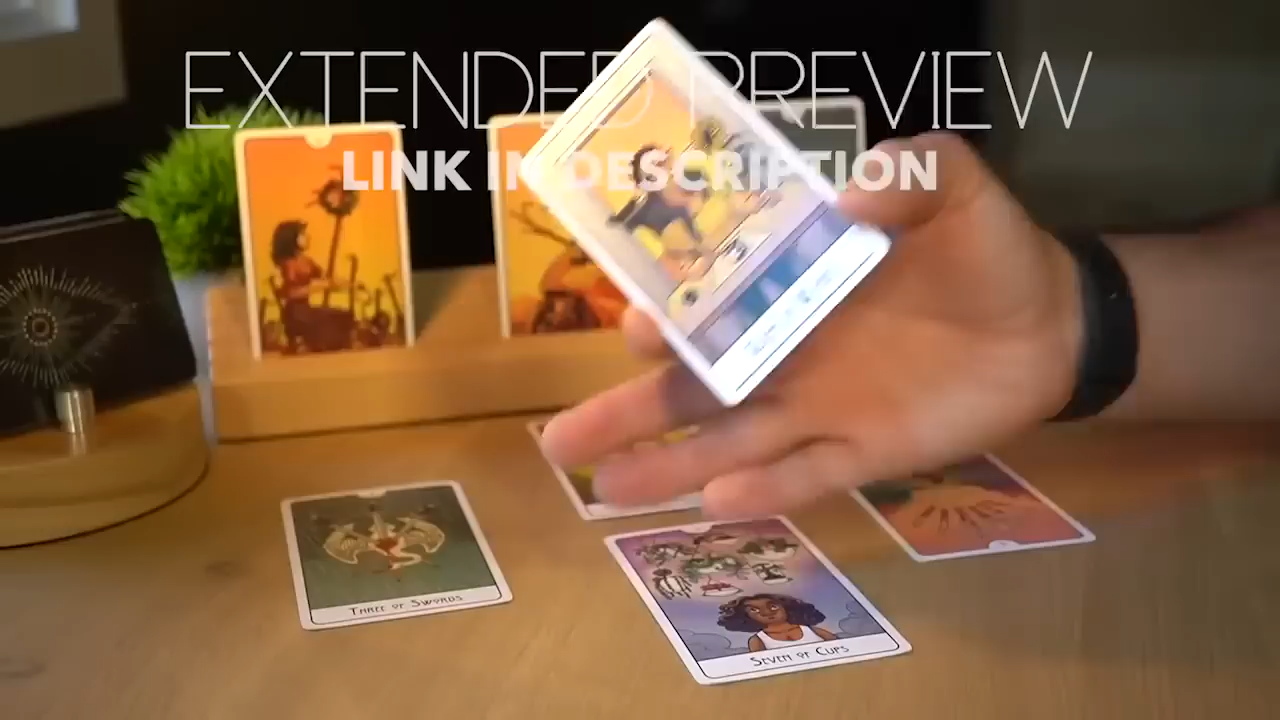 EXTENDED PREVIEW
LINK IN DESCRIPTION
THREE OF SWORDS
SEVEN OF CUPS